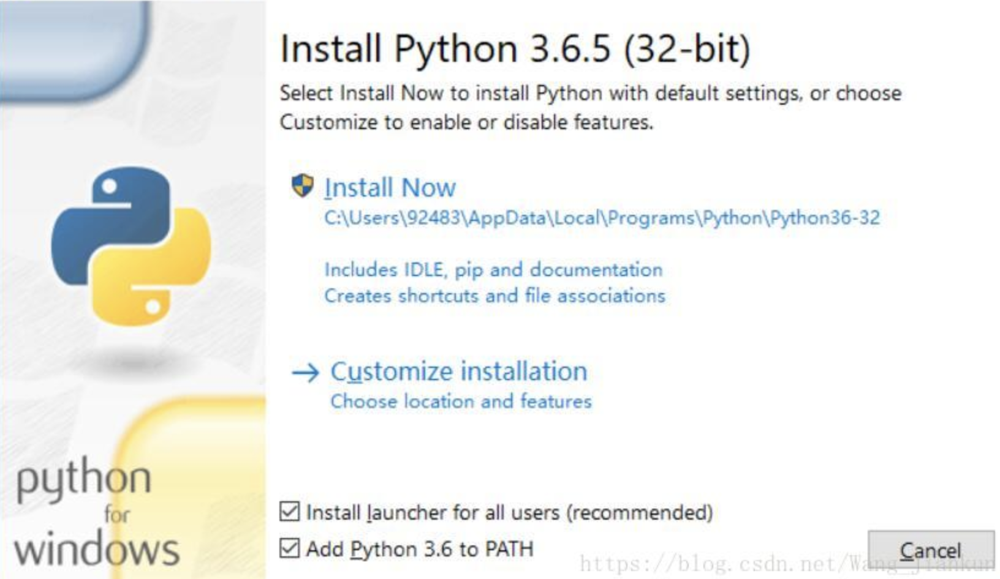 Install Python 3.6.5 (32-bit)
Select Install Now to install Python with default settings, or choose
Customize to enable or disable features.
Install Now
C:\Users\92483\AppData\Local\Programs\Python\Python36-32
Includes IDLE, pip and documentation
Creates shortcuts and file associations
Customize installation
Choose location and features
python
for
windows
Install launcher for all users (recommended)
Add Python 3.6 to PATH
Cancel
https://blog.csdn.net/Wang_jiankun